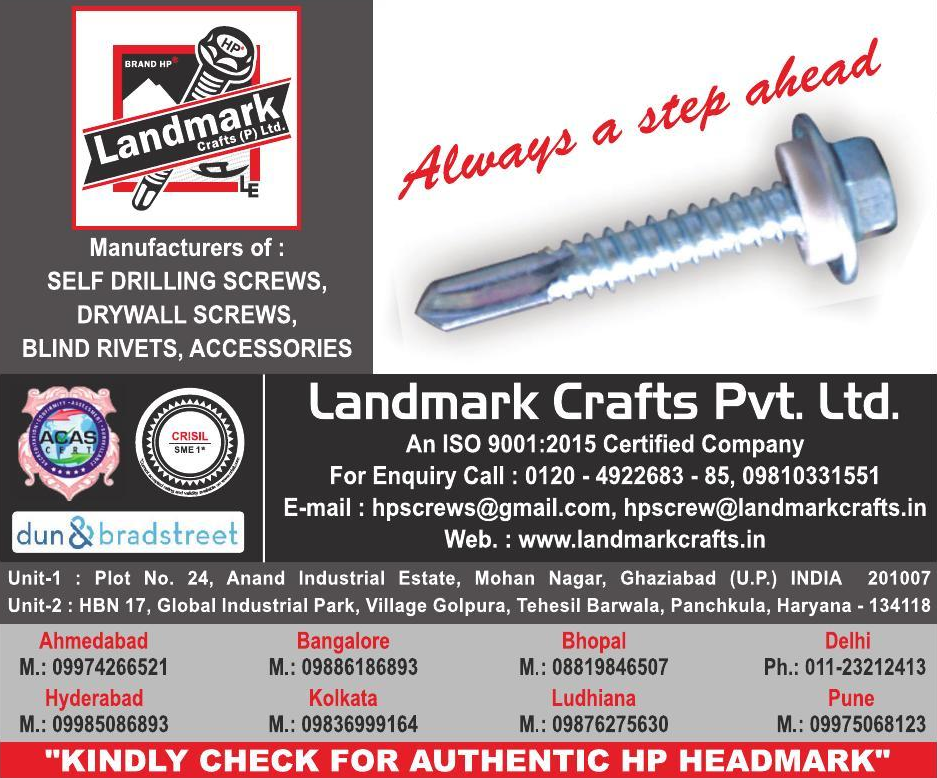 BRAND HP®
HP®
Landmark
Crafts (P) Ltd.
LE
Always a step ahead
Manufacturers of :
SELF DRILLING SCREWS,
DRYWALL SCREWS,
BLIND RIVETS, ACCESSORIES
ACAS
CERT
CRISIL
SME 1*
dun & bradstreet
Landmark Crafts Pvt. Ltd.
An ISO 9001:2015 Certified Company
For Enquiry Call : 0120 - 4922683 - 85, 09810331551
E-mail : hpscrews@gmail.com, hpscrew@landmarkcrafts.in
Web. : www.landmarkcrafts.in
Unit-1 : Plot No. 24, Anand Industrial Estate, Mohan Nagar, Ghaziabad (U.P.) INDIA 201007
Unit-2 : HBN 17, Global Industrial Park, Village Golpura, Tehesil Barwala, Panchkula, Haryana - 134118
Ahmedabad Bangalore Bhopal Delhi
M.: 09974266521 M.: 09886186893 M.: 08819846507 Ph.: 011-23212413
Hyderabad Kolkata Ludhiana Pune
M.: 09985086893 M.: 09836999164 M.: 09876275630 M.: 09975068123
"KINDLY CHECK FOR AUTHENTIC HP HEADMARK"